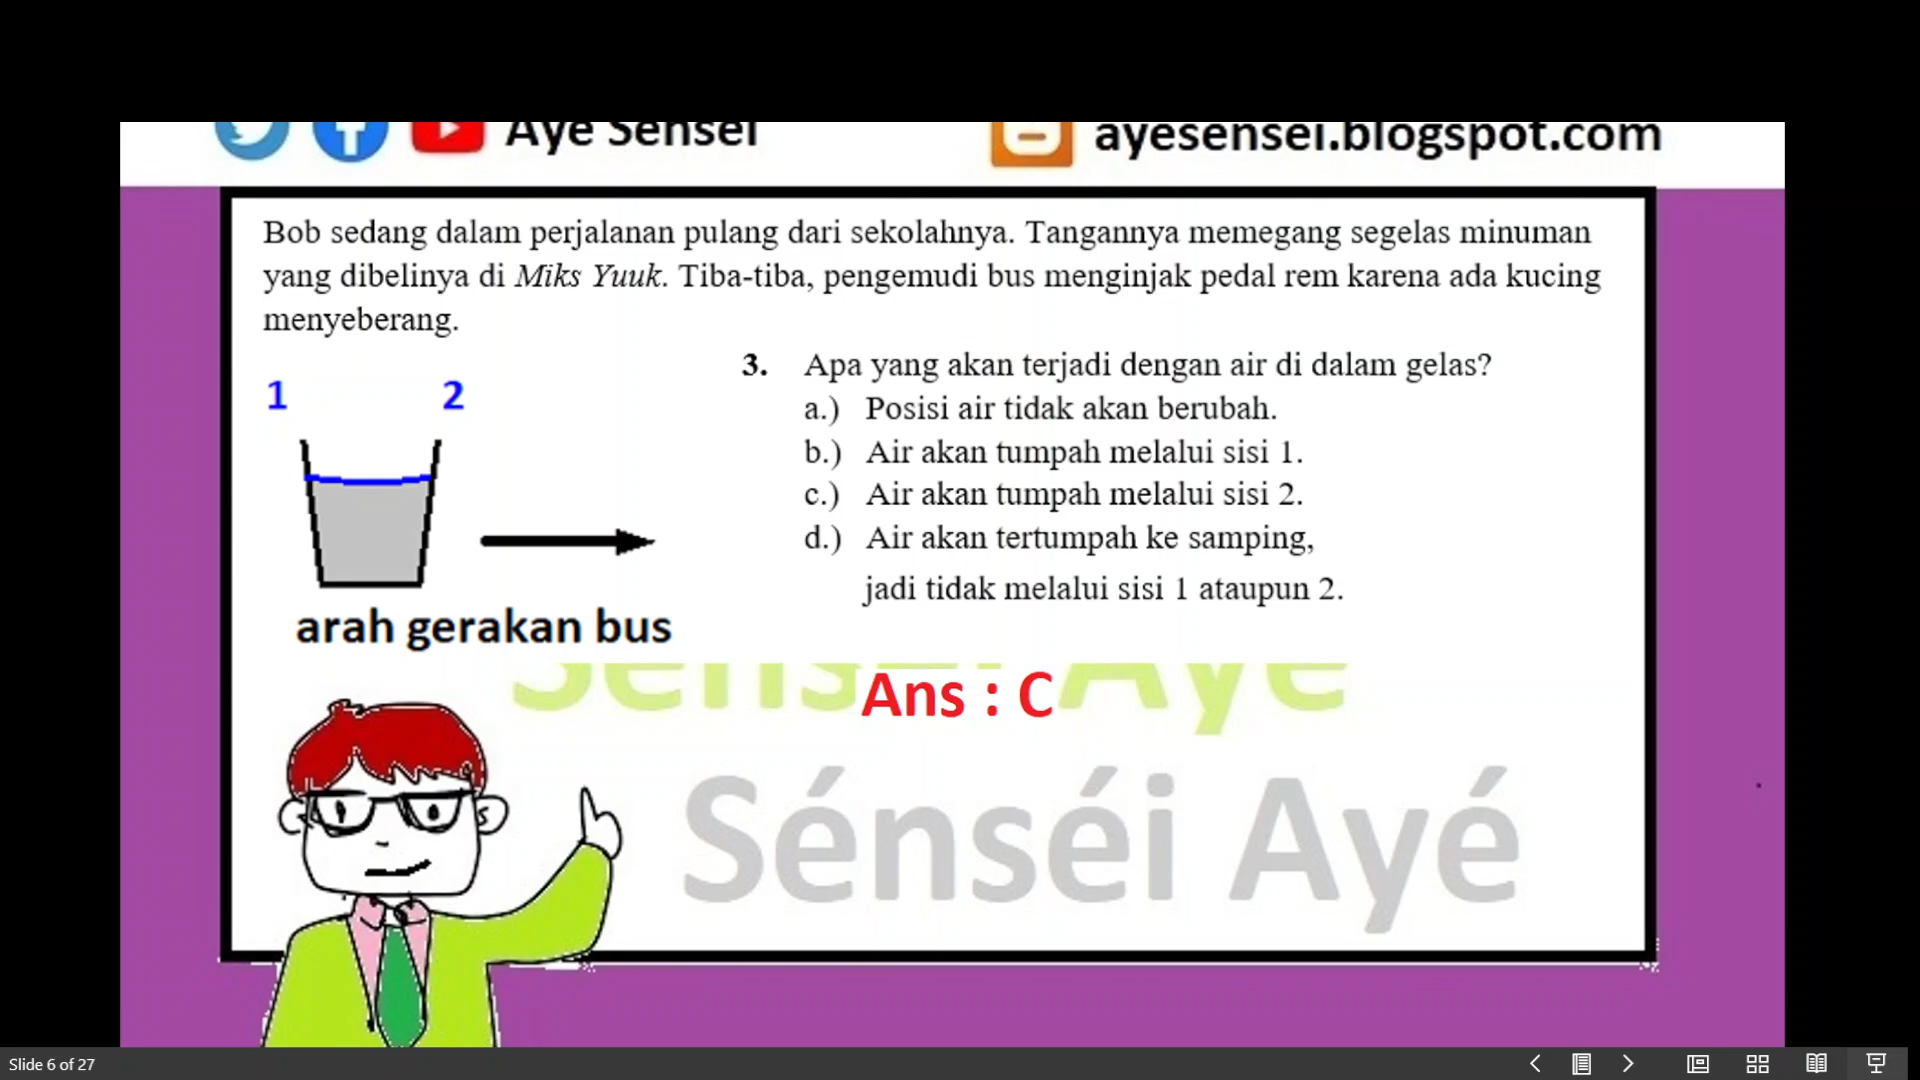 Aye Sensei
ayesensei.blogspot.com
Bob sedang dalam perjalanan pulang dari sekolahnya. Tangannya memegang segelas minuman
yang dibelinya di Miks Yuuk. Tiba-tiba, pengemudi bus menginjak pedal rem karena ada kucing
menyeberang.
1 2
arah gerakan bus
3. Apa yang akan terjadi dengan air di dalam gelas?
a.) Posisi air tidak akan berubah.
b.) Air akan tumpah melalui sisi 1.
c.) Air akan tumpah melalui sisi 2.
d.) Air akan tertumpah ke samping,
jadi tidak melalui sisi 1 ataupun 2.
Ans : C
Sénséi Ayé
Slide 6 of 27